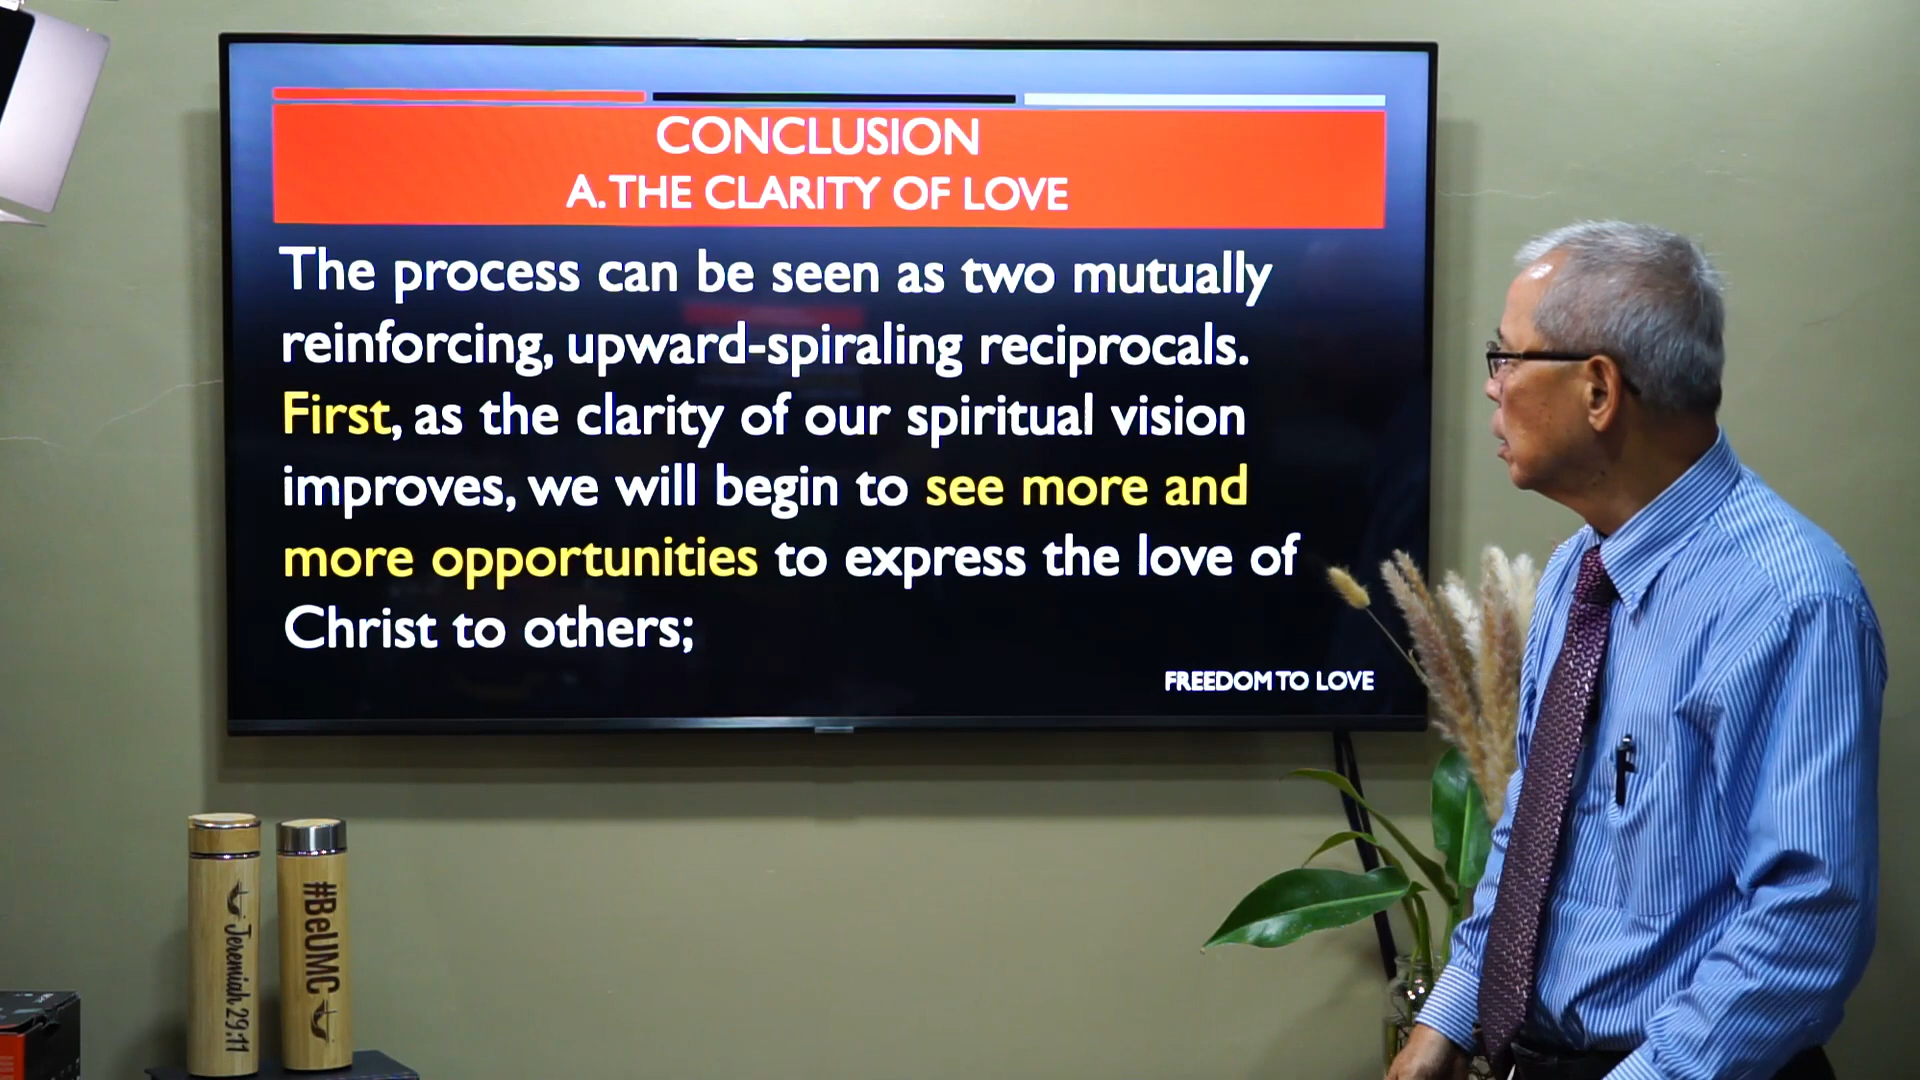 CONCLUSION
A. THE CLARITY OF LOVE
The process can be seen as two mutually
reinforcing, upward-spiraling reciprocals.
First, as the clarity of our spiritual vision
improves, we will begin to see more and
more opportunities to express the love of
Christ to others;
FREEDOM TO LOVE
Jeremiah 29:11
#BeUMC